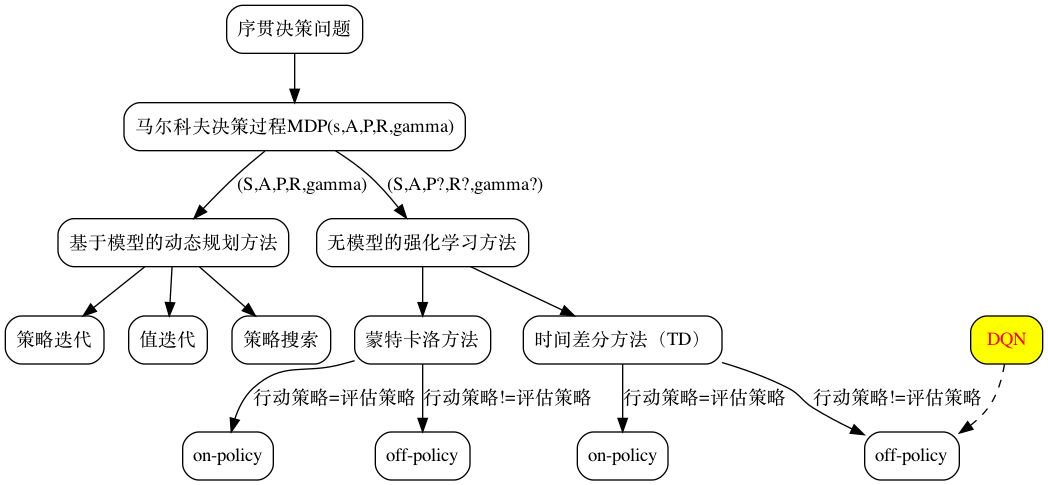 序贯决策问题
马尔科夫决策过程MDP(s,A,P,R,gamma)
(S,A,P,R,gamma)
(S,A,P?,R?,gamma?)
基于模型的动态规划方法
无模型的强化学习方法
策略迭代
值迭代
策略搜索
蒙特卡洛方法
时间差分方法（TD）
DQN
行动策略=评估策略
行动策略!=评估策略
行动策略=评估策略
行动策略!=评估策略
on-policy
off-policy
on-policy
off-policy